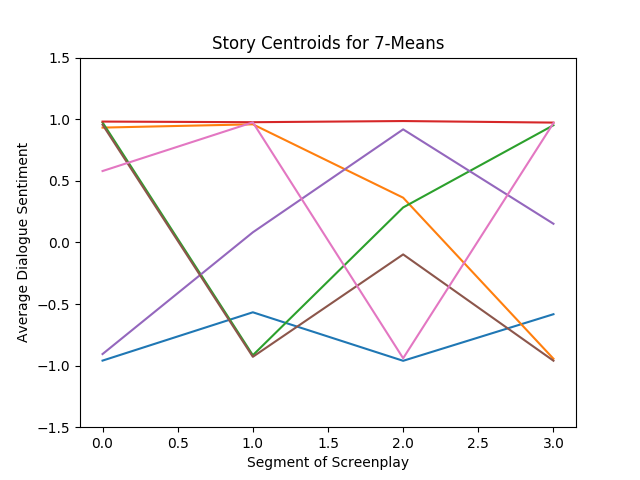 Story Centroids for 7-Means
Average Dialogue Sentiment
1.5
1.0
0.5
0.0
−0.5
−1.0
−1.5
0.0 0.5 1.0 1.5 2.0 2.5 3.0
Segment of Screenplay